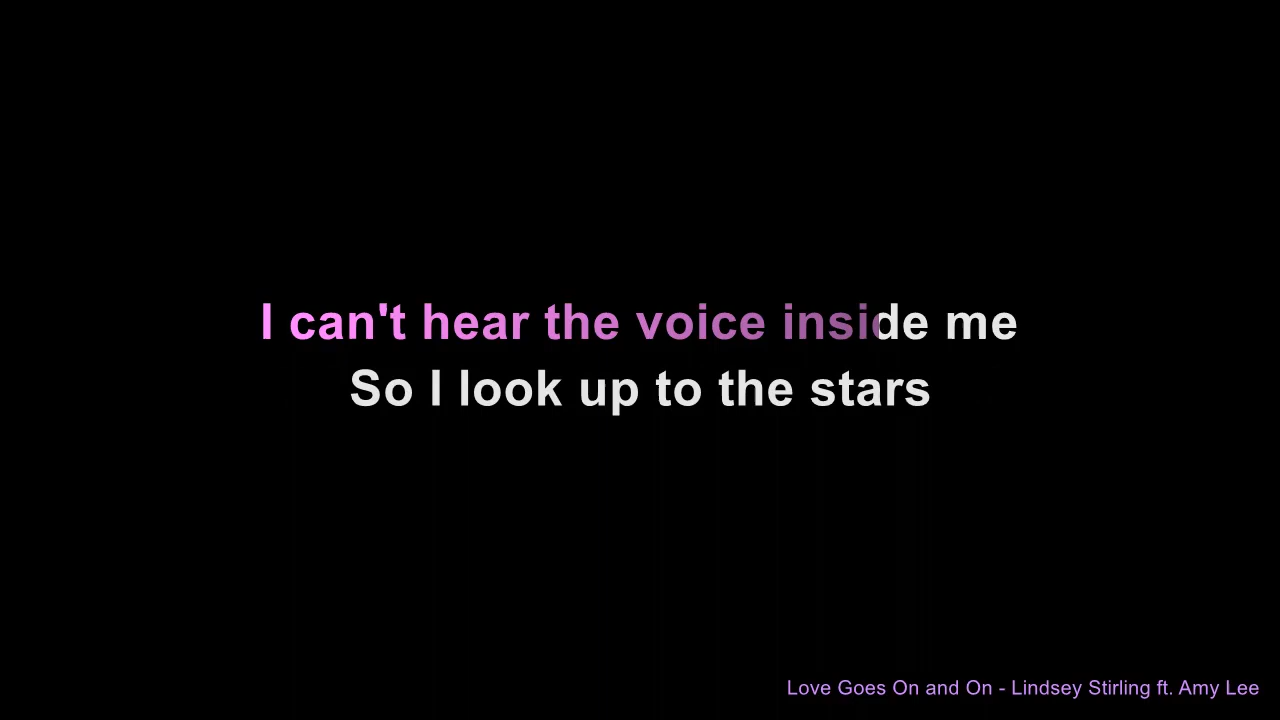 I can't hear the voice inside me
So I look up to the stars
Love Goes On and On - Lindsey Stirling ft. Amy Lee